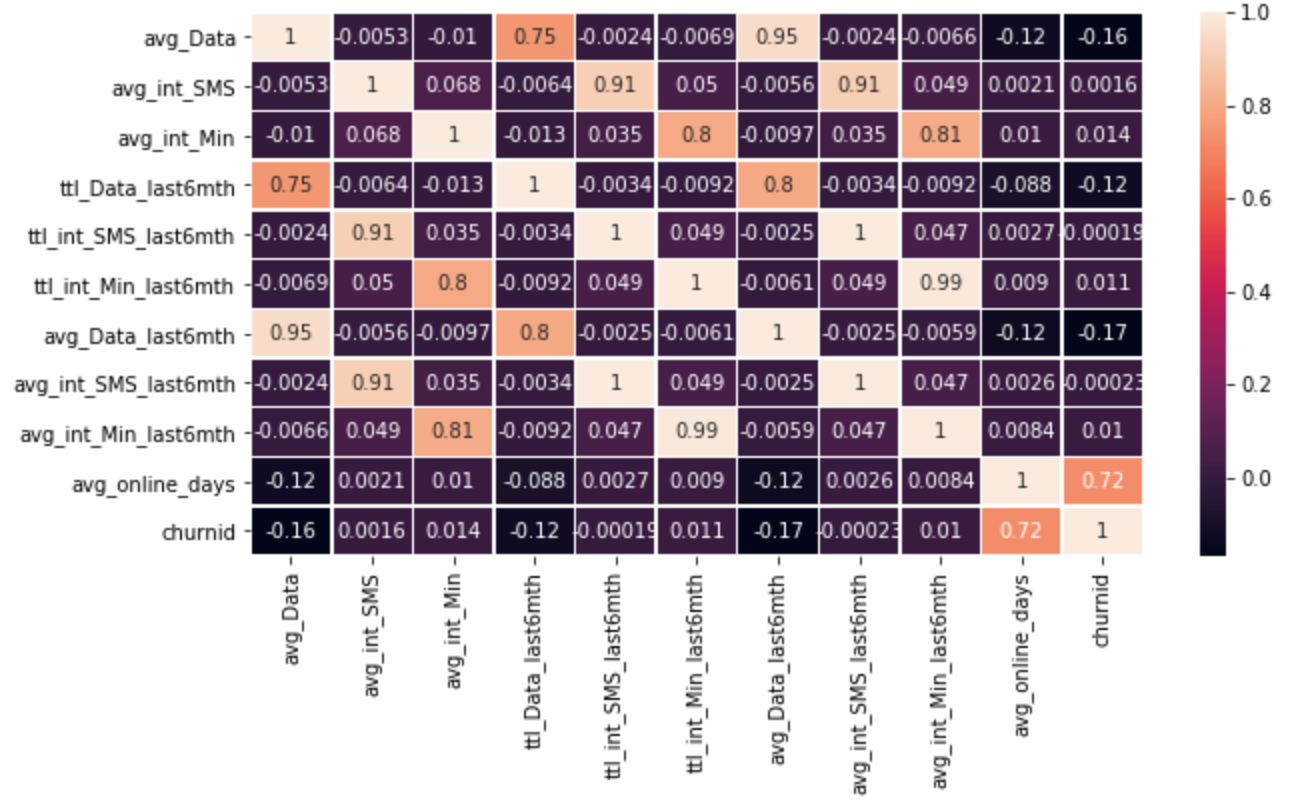 avg_Data 1 -0.0053 -0.01 0.75 -0.0024 -0.0069 0.95 -0.0024 -0.0066 -0.12 -0.16
avg_int_SMS -0.0053 1 0.068 -0.0064 0.91 0.05 -0.0056 0.91 0.049 0.0021 0.0016
avg_int_Min -0.01 0.068 1 -0.013 0.035 0.8 -0.0097 0.035 0.81 0.01 0.014
ttl_Data_last6mth 0.75 -0.0064 -0.013 1 -0.0034 -0.0092 0.8 -0.0034 -0.0092 -0.088 -0.12
ttl_int_SMS_last6mth -0.0024 0.91 0.035 -0.0034 1 0.049 -0.0025 1 0.047 0.0027 -0.00019
ttl_int_Min_last6mth -0.0069 0.05 0.8 -0.0092 0.049 1 -0.0061 0.049 0.99 0.009 0.011
avg_Data_last6mth 0.95 -0.0056 -0.0097 0.8 -0.0025 -0.0061 1 -0.0025 -0.0059 -0.12 -0.17
avg_int_SMS_last6mth -0.0024 0.91 0.035 -0.0034 1 0.049 -0.0025 1 0.047 0.0026 -0.00023
avg_int_Min_last6mth -0.0066 0.049 0.81 -0.0092 0.047 0.99 -0.0059 0.047 1 0.0084 0.01
avg_online_days -0.12 0.0021 0.01 -0.088 0.0027 0.009 -0.12 0.0026 0.0084 1 0.72
churnid -0.16 0.0016 0.014 -0.12 -0.00019 0.011 -0.17 -0.00023 0.01 0.72 1
avg_Data
avg_int_SMS
avg_int_Min
ttl_Data_last6mth
ttl_int_SMS_last6mth
ttl_int_Min_last6mth
avg_Data_last6mth
avg_int_SMS_last6mth
avg_int_Min_last6mth
avg_online_days
churnid
1.0
0.8
0.6
0.4
0.2
0.0